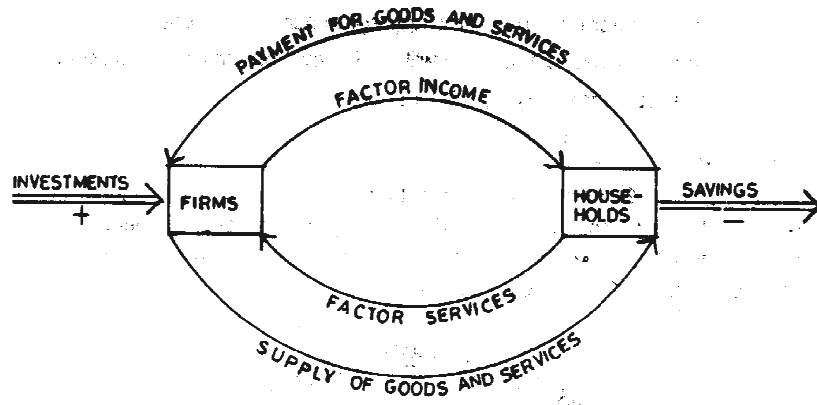 PAYMENT FOR GOODS AND SERVICES
FACTOR INCOME
INVESTMENTS
+
FIRMS
HOUSE-
HOLDS
SAVINGS
–
FACTOR SERVICES
SUPPLY OF GOODS AND SERVICES